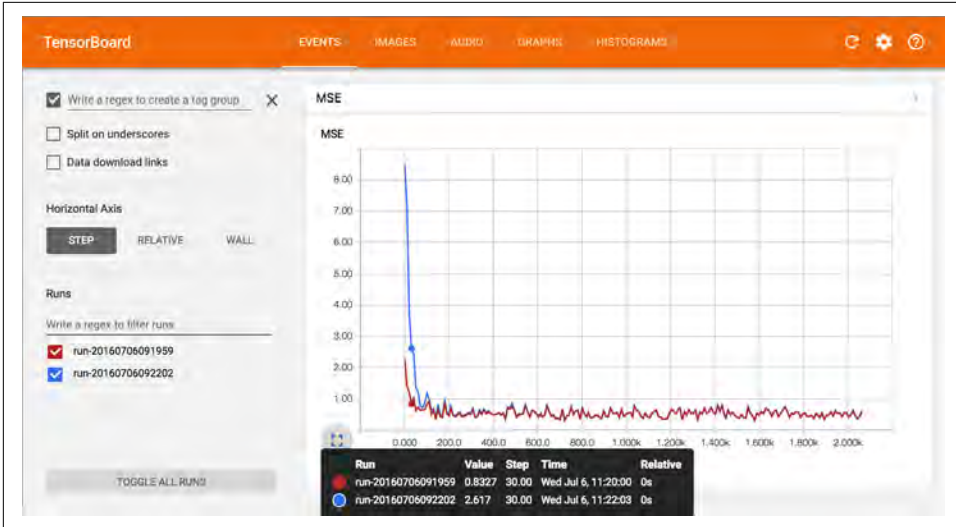 TensorBoard EVENTS IMAGES AUDIO GRAPHS HISTOGRAMS
Write a regex to create a tag group
Split on underscores
Data download links
Horizontal Axis
STEP RELATIVE WALL
Runs
Write a regex to filter runs
run-20160706091959
run-20160706092202
TOGGLE ALL RUNS
MSE
1
MSE
8.00
7.00
6.00
5.00
4.00
3.00
2.00
1.00
0.000 200.0 400.0 600.0 800.0 1.000k 1.200k 1.400k 1.600k 1.800k 2.000k
Run Value Step Time Relative
run-20160706091959 0.8327 30.00 Wed Jul 6, 11:20:00 0s
run-20160706092202 2.617 30.00 Wed Jul 6, 11:22:03 0s